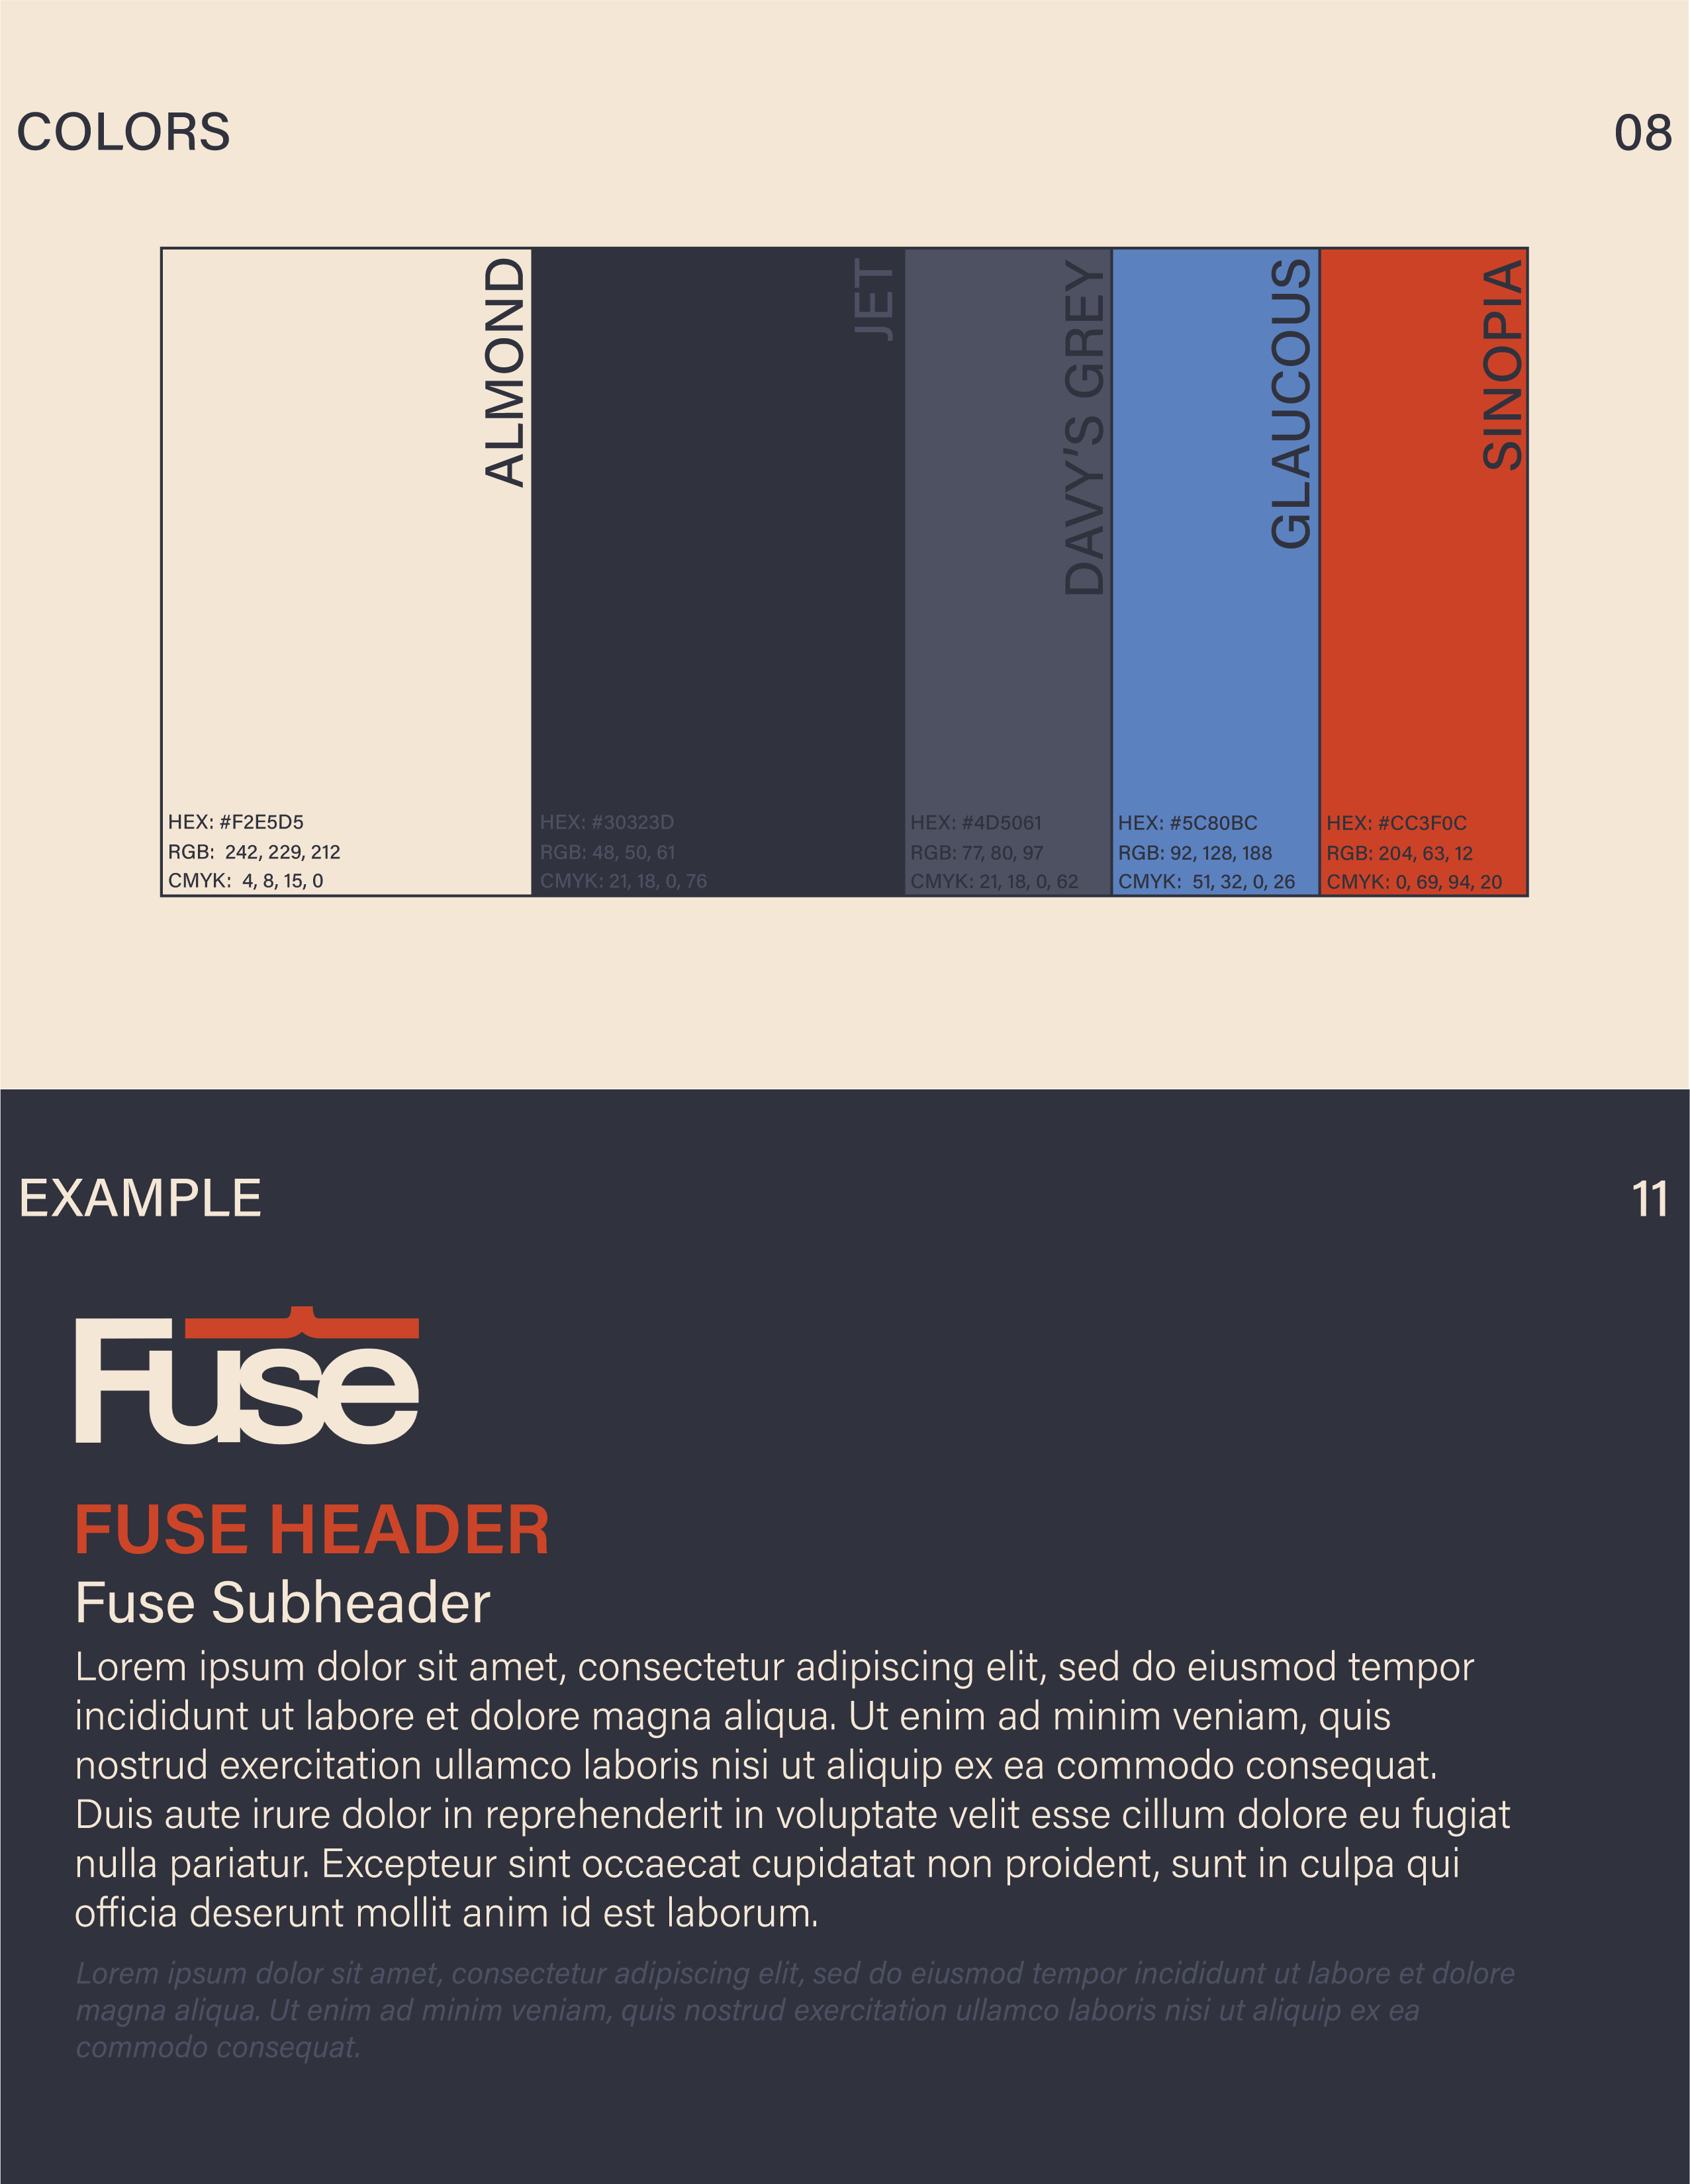 COLORS
08
ALMOND
JET
DAVY'S GREY
GLAUCOUS
SINOPIA
HEX: #F2E5D5
RGB: 242, 229, 212
CMYK: 4, 8, 15, 0
HEX: #30323D
RGB: 48, 50, 61
CMYK: 21, 18, 0, 76
HEX: #4D5061
RGB: 77, 80, 97
CMYK: 21, 18, 0, 62
HEX: #5C80BC
RGB: 92, 128, 188
CMYK: 51, 32, 0, 26
HEX: #CC3F0C
RGB: 204, 63, 12
CMYK: 0, 69, 94, 20
EXAMPLE
11
Fuse
FUSE HEADER
Fuse Subheader
Lorem ipsum dolor sit amet, consectetur adipiscing elit, sed do eiusmod tempor
incididunt ut labore et dolore magna aliqua. Ut enim ad minim veniam, quis
nostrud exercitation ullamco laboris nisi ut aliquip ex ea commodo consequat.
Duis aute irure dolor in reprehenderit in voluptate velit esse cillum dolore eu fugiat
nulla pariatur. Excepteur sint occaecat cupidatat non proident, sunt in culpa qui
officia deserunt mollit anim id est laborum.
Lorem ipsum dolor sit amet, consectetur adipiscing elit, sed do eiusmod tempor incididunt ut labore et dolore
magna aliqua. Ut enim ad minim veniam, quis nostrud exercitation ullamco laboris nisi ut aliquip ex ea
commodo consequat.